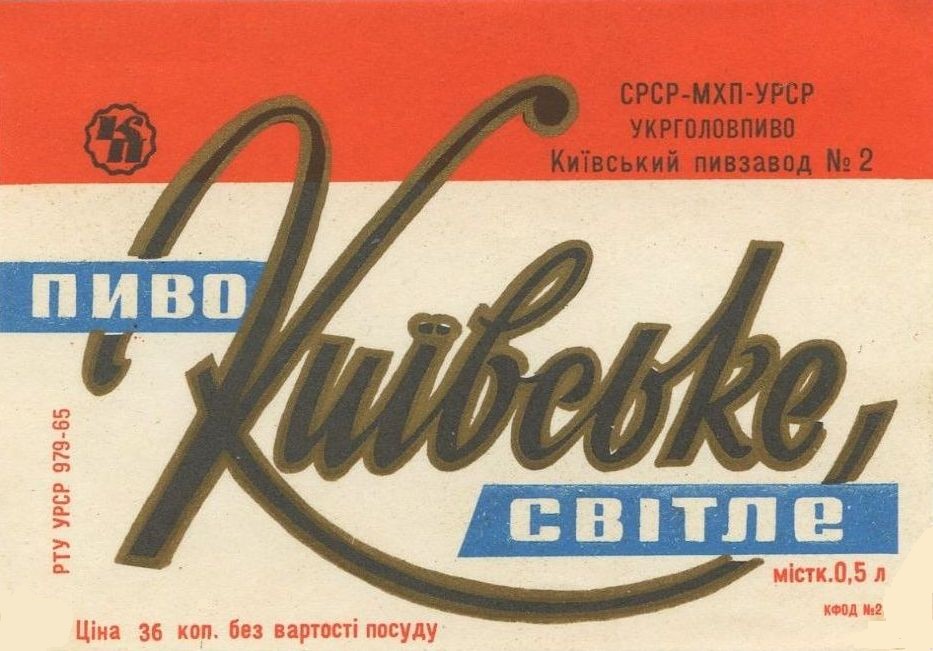 КП
СРСР-МХП-УРСР
УКРГОЛОВПИВО
Київський пивзавод № 2
ПИВО
Київське,
СВІТЛЕ
РТУ УРСР 979-65
містк.0,5 л
КФОД №2
Ціна 36 коп. без вартості посуду